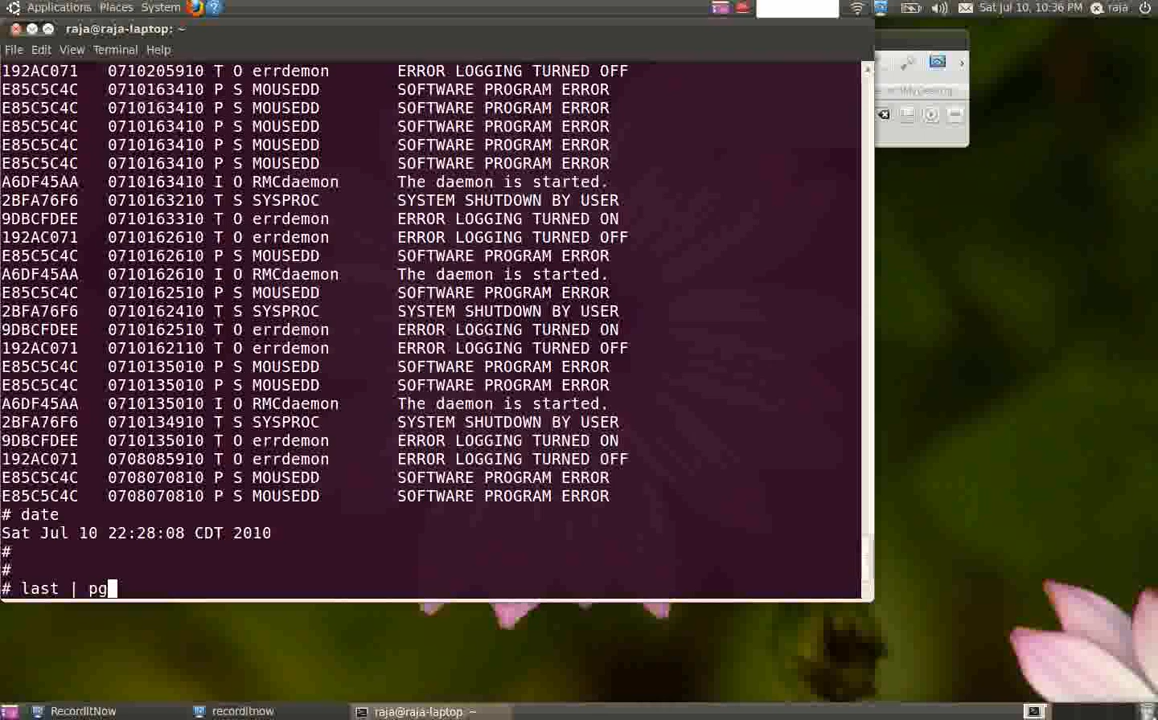 Applications Places System
Sat Jul 10, 10:36 PM raja
raja@raja-laptop: ~
File Edit View Terminal Help
192AC071 0710205910 T O errdemon ERROR LOGGING TURNED OFF
E85C5C4C 0710163410 P S MOUSEDD SOFTWARE PROGRAM ERROR
E85C5C4C 0710163410 P S MOUSEDD SOFTWARE PROGRAM ERROR
E85C5C4C 0710163410 P S MOUSEDD SOFTWARE PROGRAM ERROR
E85C5C4C 0710163410 P S MOUSEDD SOFTWARE PROGRAM ERROR
E85C5C4C 0710163410 P S MOUSEDD SOFTWARE PROGRAM ERROR
A6DF45AA 0710163410 I O RMCdaemon The daemon is started.
2BFA76F6 0710163210 T S SYSPROC SYSTEM SHUTDOWN BY USER
9DBCFDEE 0710163310 T O errdemon ERROR LOGGING TURNED ON
192AC071 0710162610 T O errdemon ERROR LOGGING TURNED OFF
E85C5C4C 0710162610 P S MOUSEDD SOFTWARE PROGRAM ERROR
A6DF45AA 0710162610 I O RMCdaemon The daemon is started.
E85C5C4C 0710162510 P S MOUSEDD SOFTWARE PROGRAM ERROR
2BFA76F6 0710162410 T S SYSPROC SYSTEM SHUTDOWN BY USER
9DBCFDEE 0710162510 T O errdemon ERROR LOGGING TURNED ON
192AC071 0710162110 T O errdemon ERROR LOGGING TURNED OFF
E85C5C4C 0710135010 P S MOUSEDD SOFTWARE PROGRAM ERROR
E85C5C4C 0710135010 P S MOUSEDD SOFTWARE PROGRAM ERROR
A6DF45AA 0710135010 I O RMCdaemon The daemon is started.
2BFA76F6 0710134910 T S SYSPROC SYSTEM SHUTDOWN BY USER
9DBCFDEE 0710135010 T O errdemon ERROR LOGGING TURNED ON
192AC071 0708085910 T O errdemon ERROR LOGGING TURNED OFF
E85C5C4C 0708070810 P S MOUSEDD SOFTWARE PROGRAM ERROR
E85C5C4C 0708070810 P S MOUSEDD SOFTWARE PROGRAM ERROR
# date
Sat Jul 10 22:28:08 CDT 2010
#
#
# last | pg
RecordItNow
recorditnow
raja@raja-laptop: ~